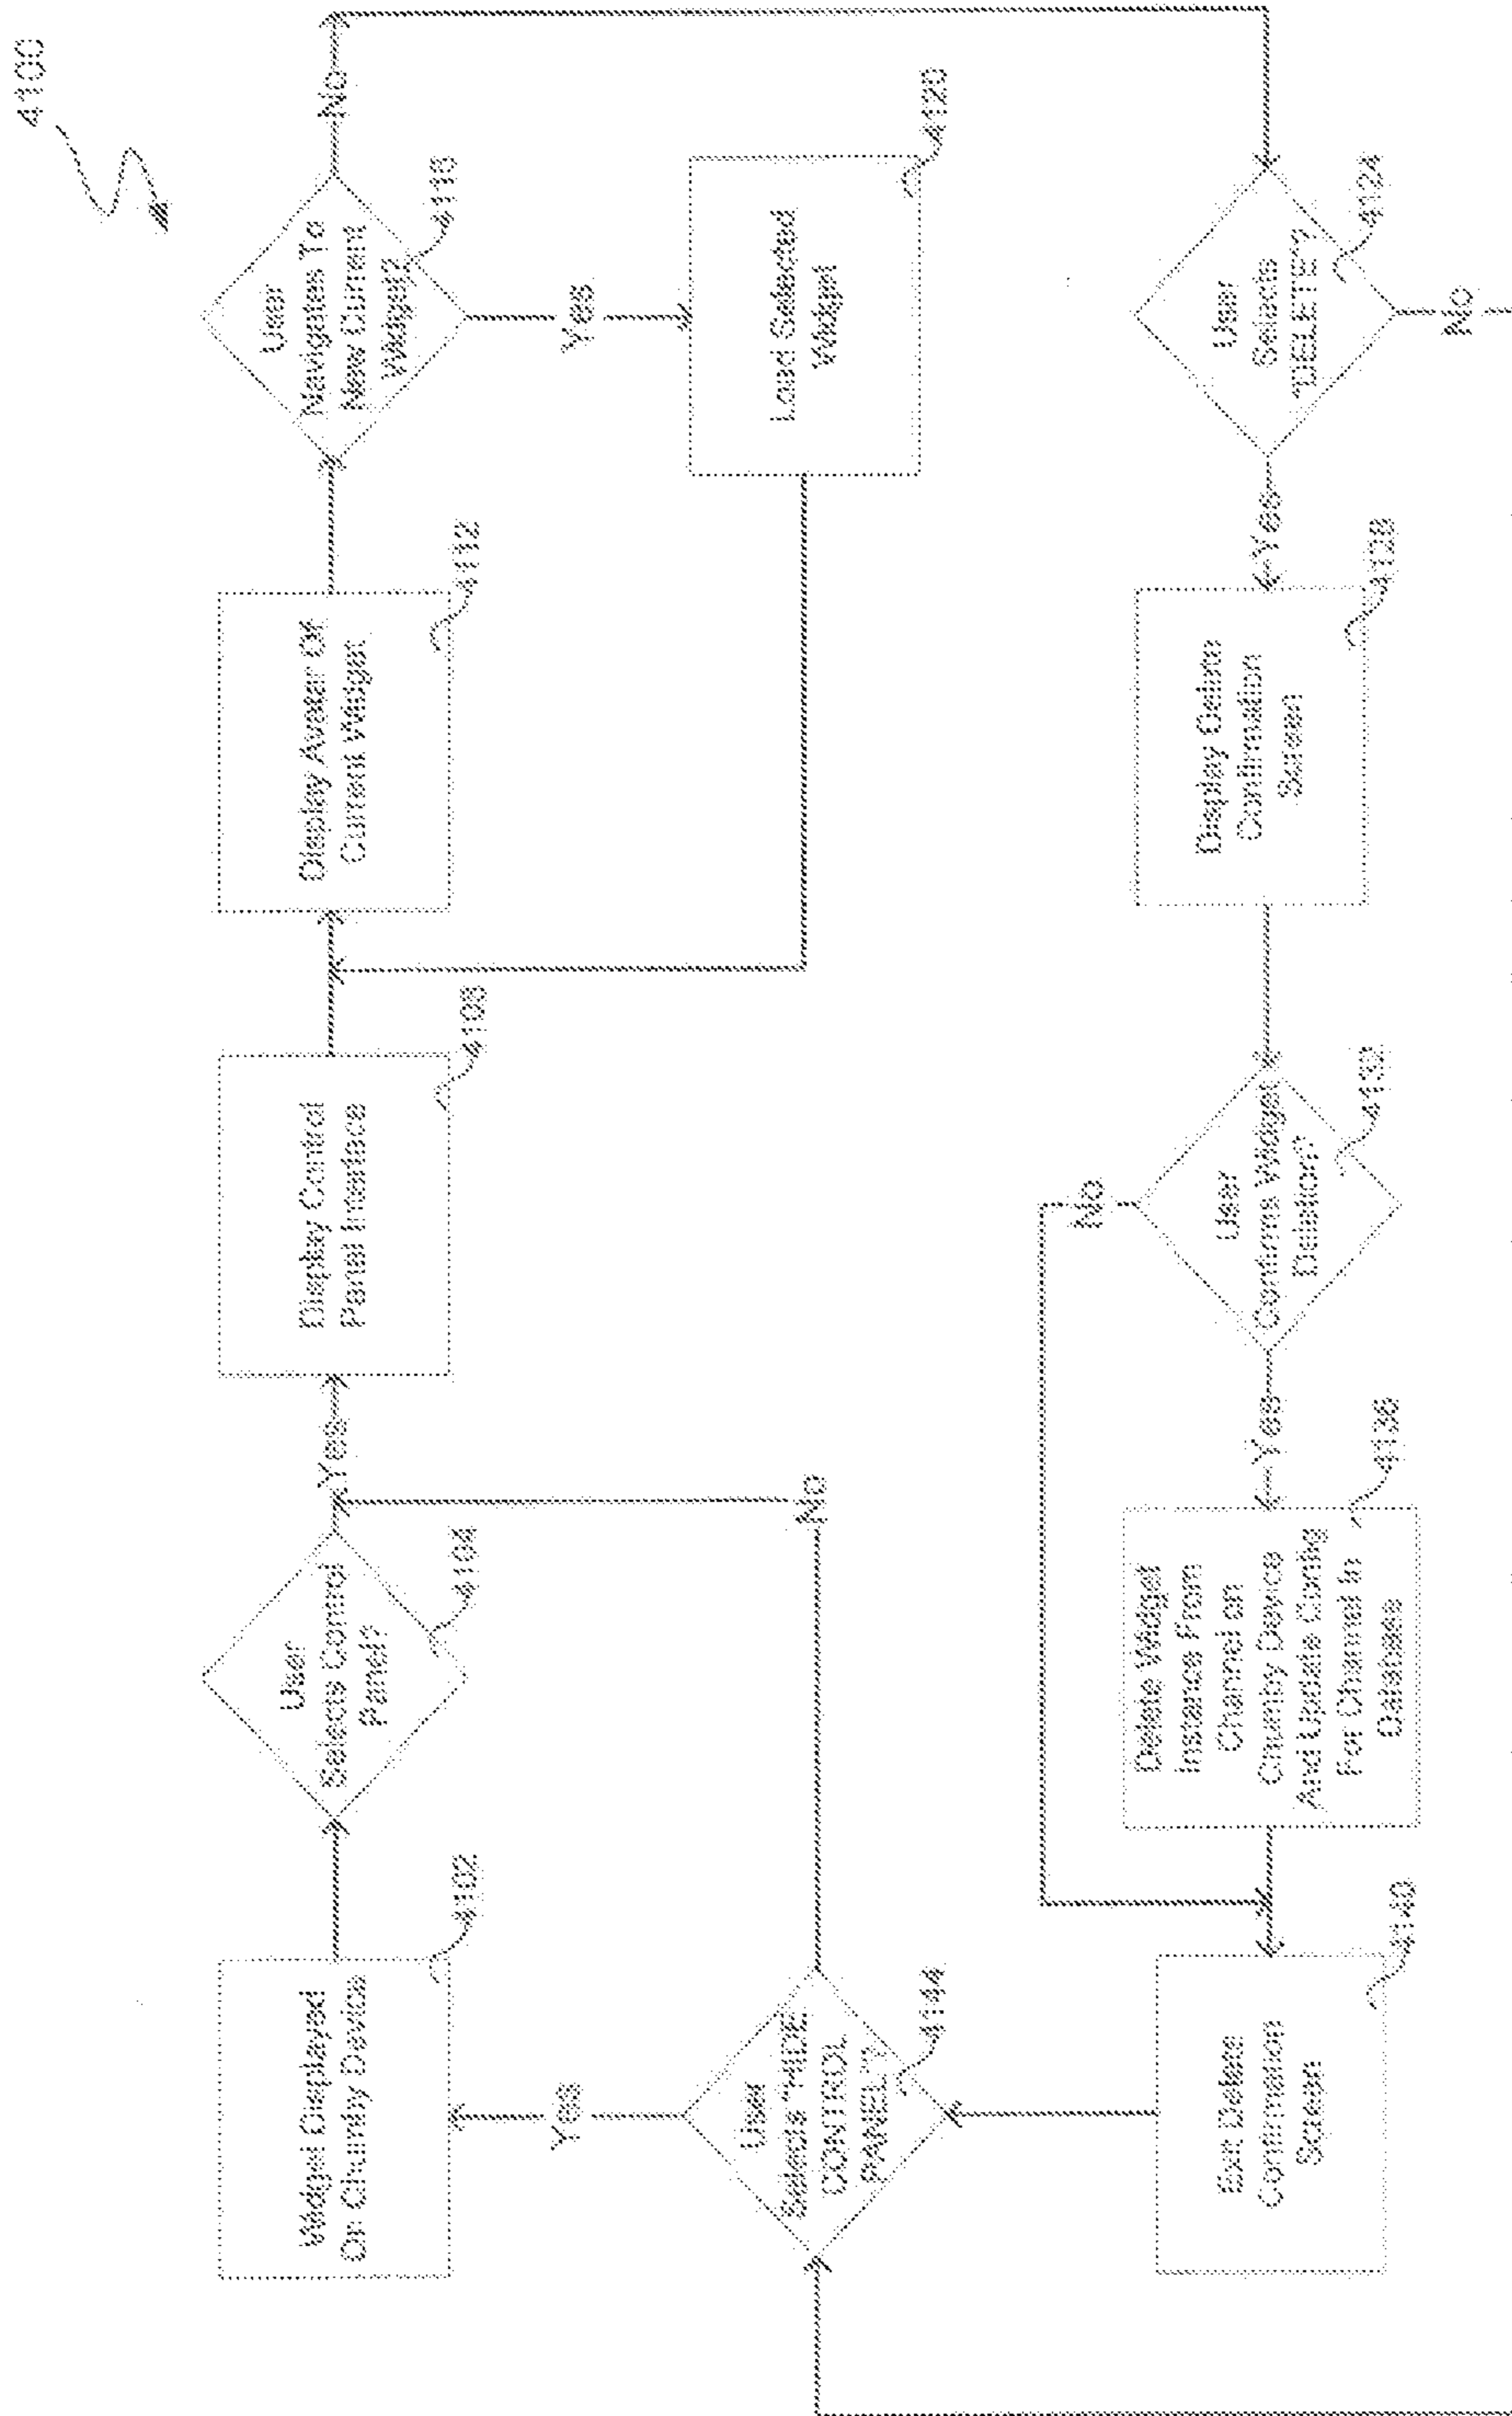 4100
Widget Displayed
On Chumby Device
4102
User
Selects Control
Panel?
4104
Yes
Display Control
Panel Interface
4108
Display Avatar Of
Current Widget
4112
User
Navigates To
New Current
Widget?
4116
No
Yes
Load Selected
Widget
4120
User
Selects
"DELETE"?
4124
No
Yes
Display Delete
Confirmation
Screen
4128
User
Confirms Widget
Deletion?
4132
No
Yes
Delete Widget
Instance From
Channel on
Chumby Device
And Update Config
For Channel In
Database
4136
Exit Delete
Confirmation
Screen
4140
User
Selects "HIDE
CONTROL
PANEL"?
4144
Yes
No